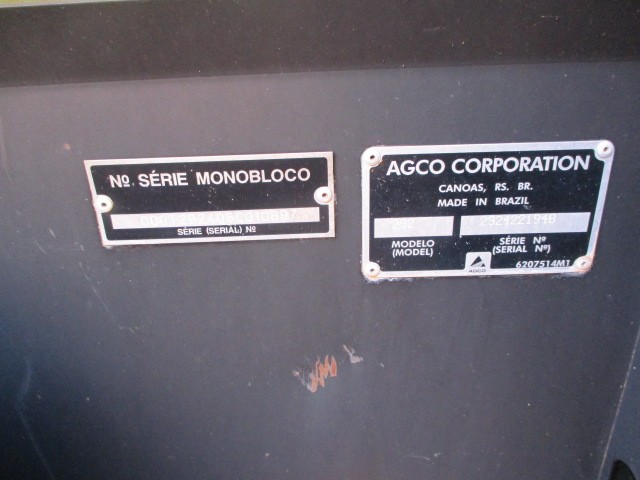 Nº SÉRIE MONOBLOCO
SÉRIE (SERIAL) Nº
AGCO CORPORATION
CANOAS, RS. BR.
MADE IN BRAZIL
2324221948
MODELO
(MODEL)
SÉRIE Nº
(SERIAL Nº)
AGCO
6207514M1